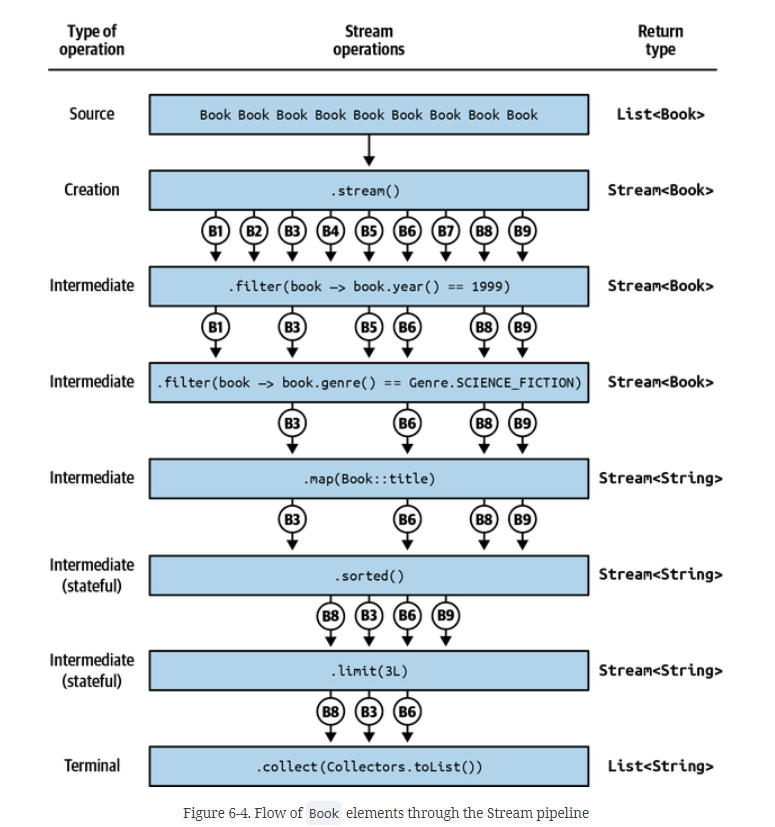 Type of operation Stream operations Return type
Source Book Book Book Book Book Book Book Book Book List<Book>
Creation .stream() Stream<Book>
B1 B2 B3 B4 B5 B6 B7 B8 B9
Intermediate .filter(book —> book.year() == 1999) Stream<Book>
B1 B3 B5 B6 B8 B9
Intermediate .filter(book —> book.genre() == Genre.SCIENCE_FICTION) Stream<Book>
B3 B6 B8 B9
Intermediate .map(Book::title) Stream<String>
B3 B6 B8 B9
Intermediate (stateful) .sorted() Stream<String>
B8 B3 B6 B9
Intermediate (stateful) .limit(3L) Stream<String>
B8 B3 B6
Terminal .collect(Collectors.toList()) List<String>
Figure 6-4. Flow of Book elements through the Stream pipeline